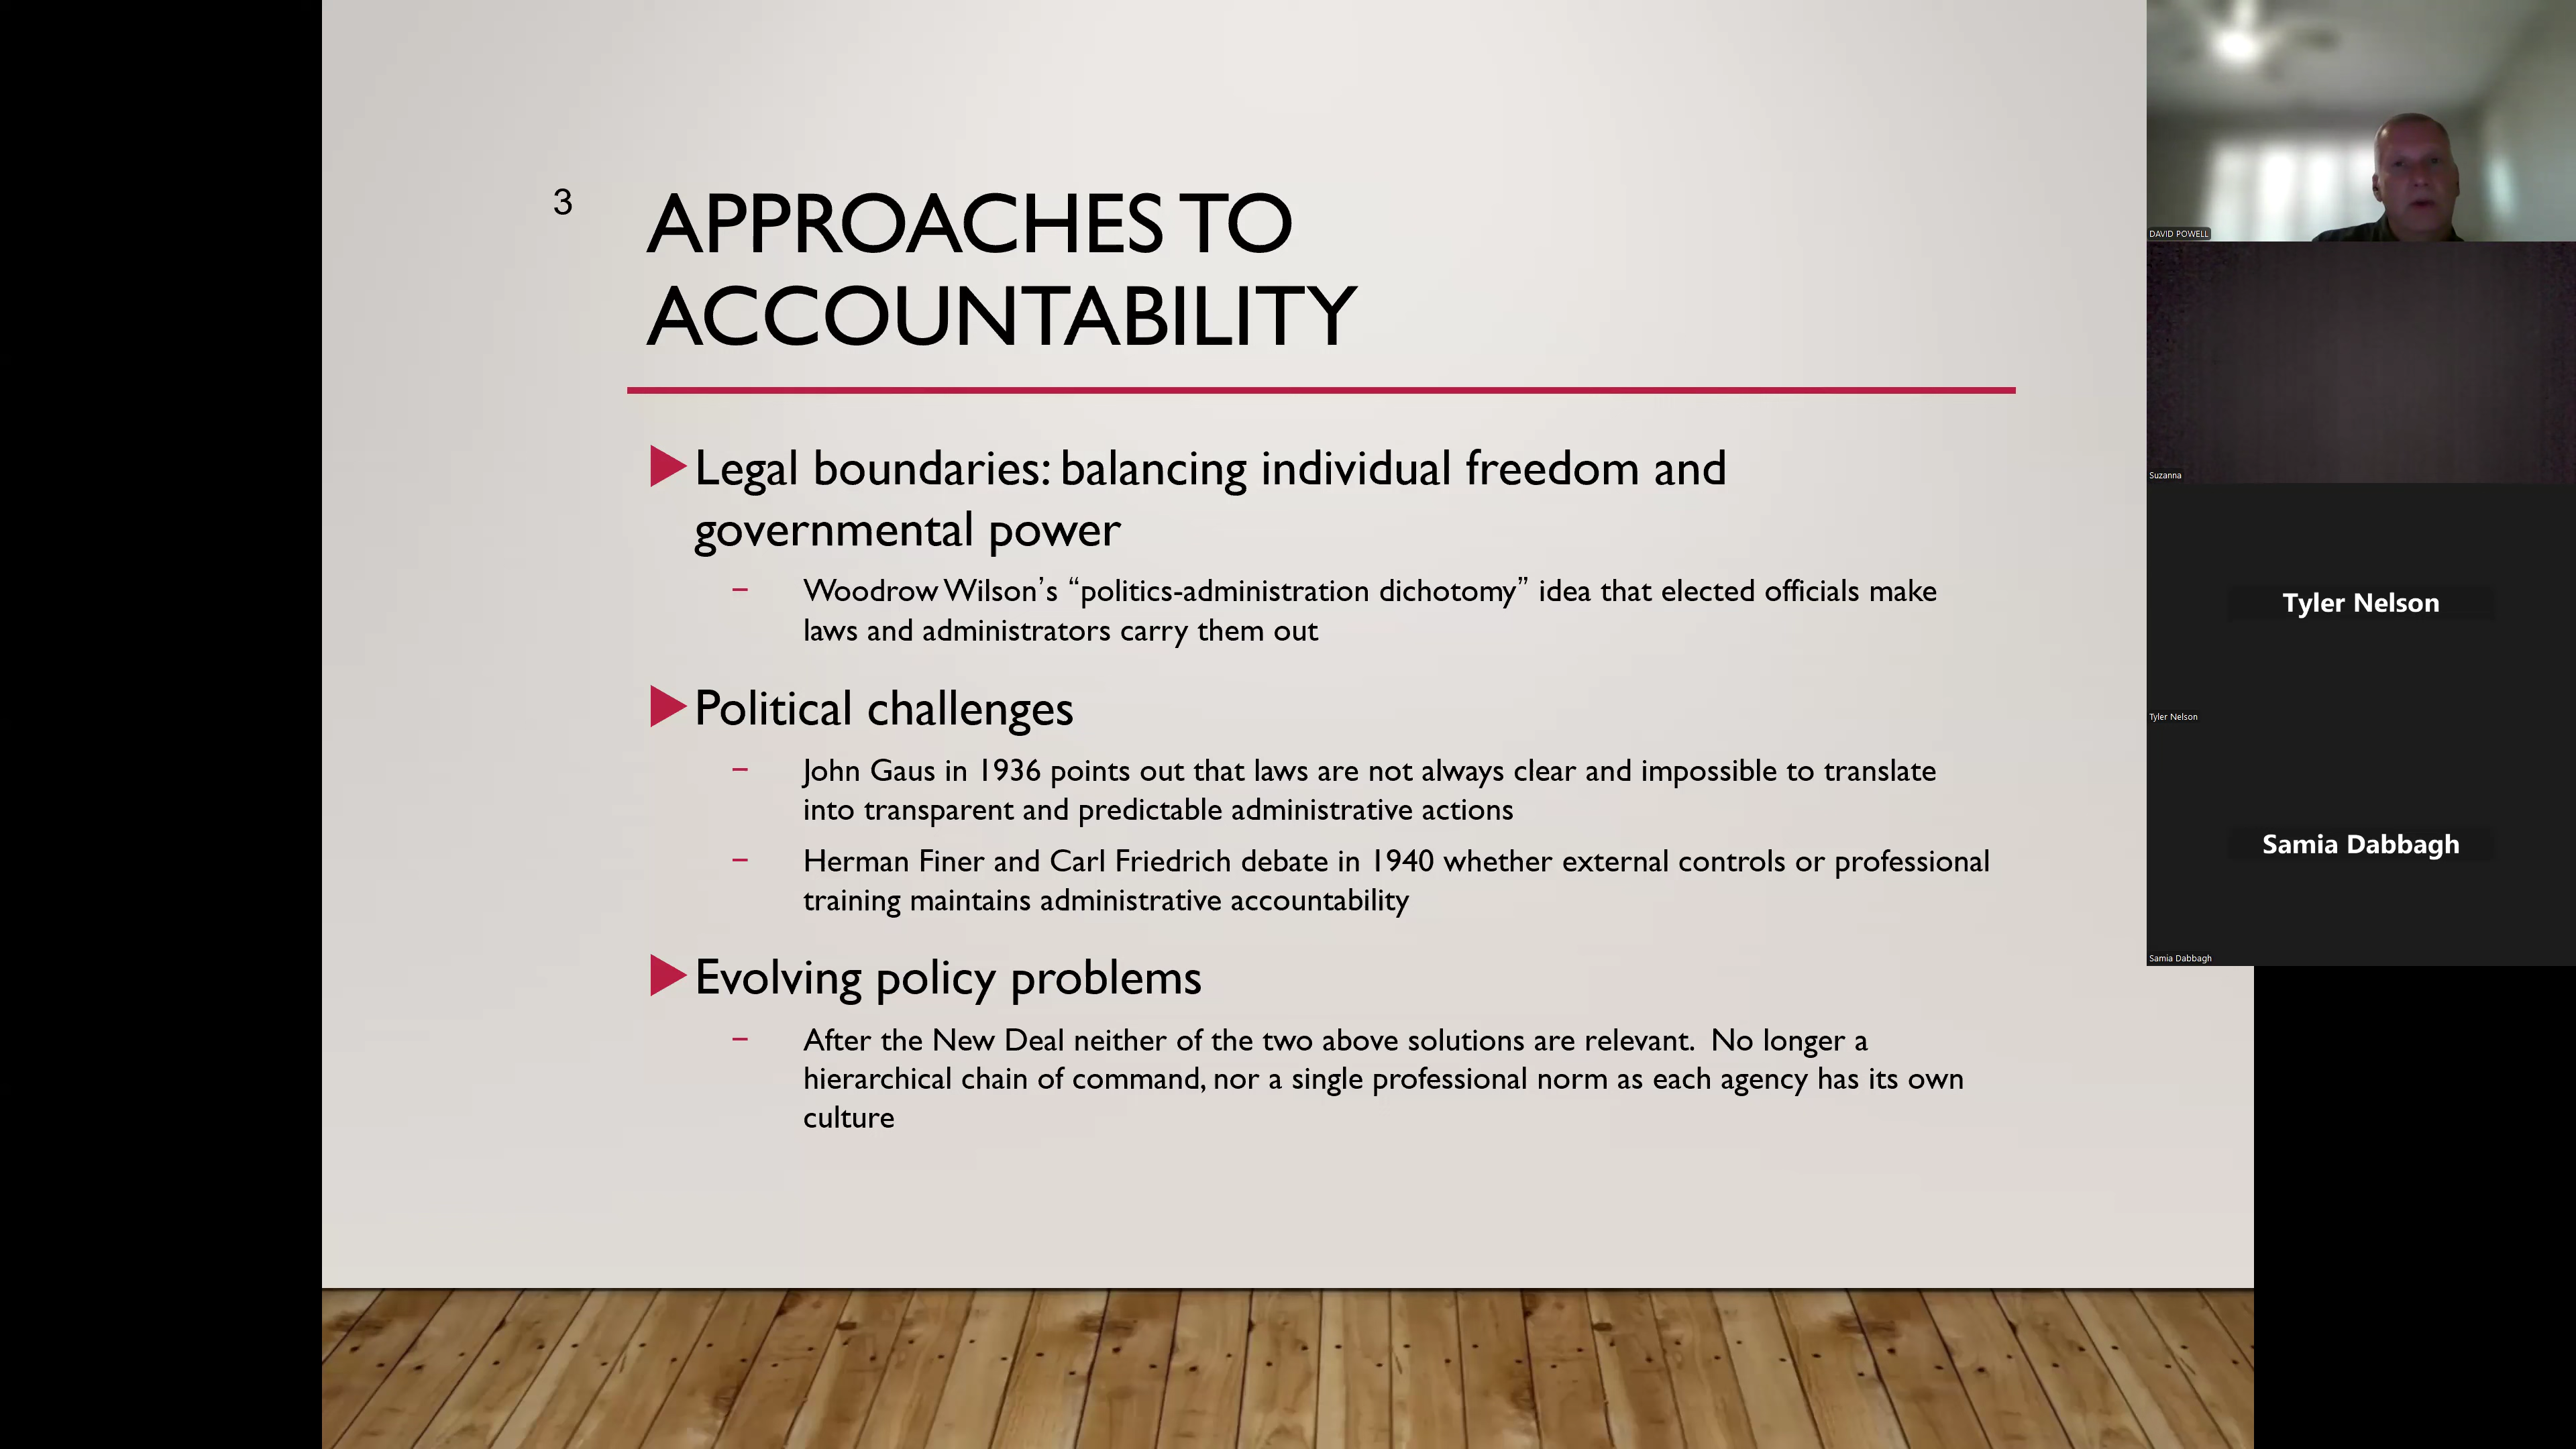 3
APPROACHES TO
ACCOUNTABILITY
Legal boundaries: balancing individual freedom and
governmental power
– Woodrow Wilson’s “politics-administration dichotomy” idea that elected officials make
laws and administrators carry them out
Political challenges
– John Gaus in 1936 points out that laws are not always clear and impossible to translate
into transparent and predictable administrative actions
– Herman Finer and Carl Friedrich debate in 1940 whether external controls or professional
training maintains administrative accountability
Evolving policy problems
– After the New Deal neither of the two above solutions are relevant.  No longer a
hierarchical chain of command, nor a single professional norm as each agency has its own
culture
DAVID POWELL
Suzanna
Tyler Nelson
Tyler Nelson
Samia Dabbagh
Samia Dabbagh